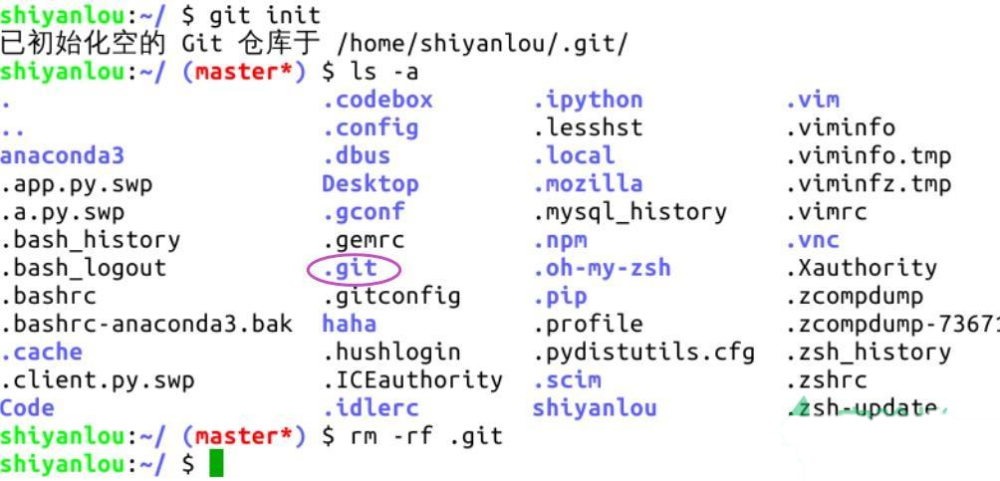 shiyanlou:~/ $ git init
已初始化空的 Git 仓库于 /home/shiyanlou/.git/
shiyanlou:~/ (master*) $ ls -a
. .codebox .ipython .vim
.. .config .lesshst .viminfo
anaconda3 .dbus .local .viminfo.tmp
.app.py.swp Desktop .mozilla .viminfz.tmp
.a.py.swp .gconf .mysql_history .vimrc
.bash_history .gemrc .npm .vnc
.bash_logout .git .oh-my-zsh .Xauthority
.bashrc .gitconfig .pip .zcompdump
.bashrc-anaconda3.bak haha .profile .zcompdump-7367
.cache .hushlogin .pydistutils.cfg .zsh_history
.client.py.swp .ICEauthority .scim .zshrc
Code .idlerc shiyanlou .zsh-update
shiyanlou:~/ (master*) $ rm -rf .git
shiyanlou:~/ $